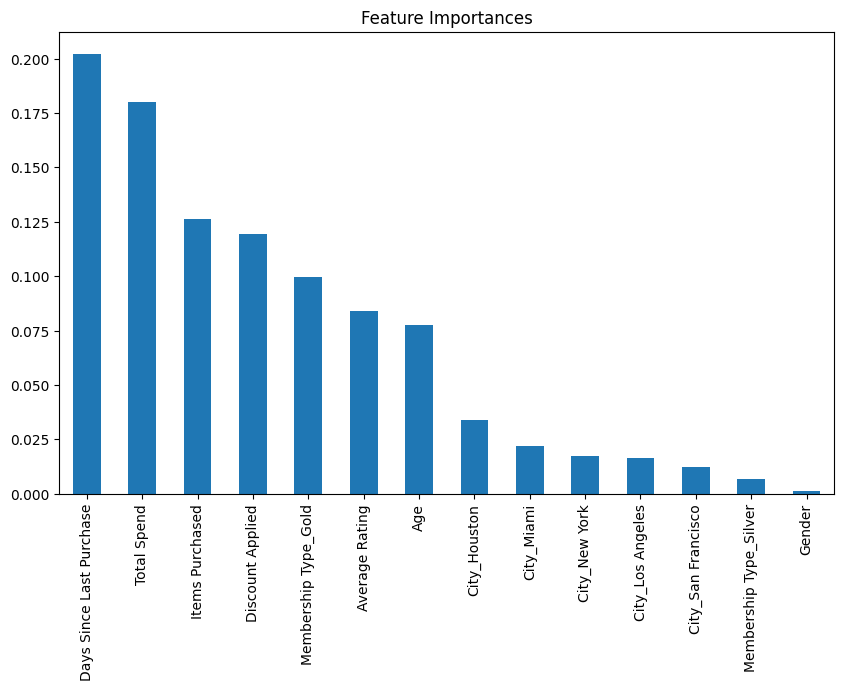 Feature Importances
0.200
0.175
0.150
0.125
0.100
0.075
0.050
0.025
0.000
Days Since Last Purchase
Total Spend
Items Purchased
Discount Applied
Membership Type_Gold
Average Rating
Age
City_Houston
City_Miami
City_New York
City_Los Angeles
City_San Francisco
Membership Type_Silver
Gender